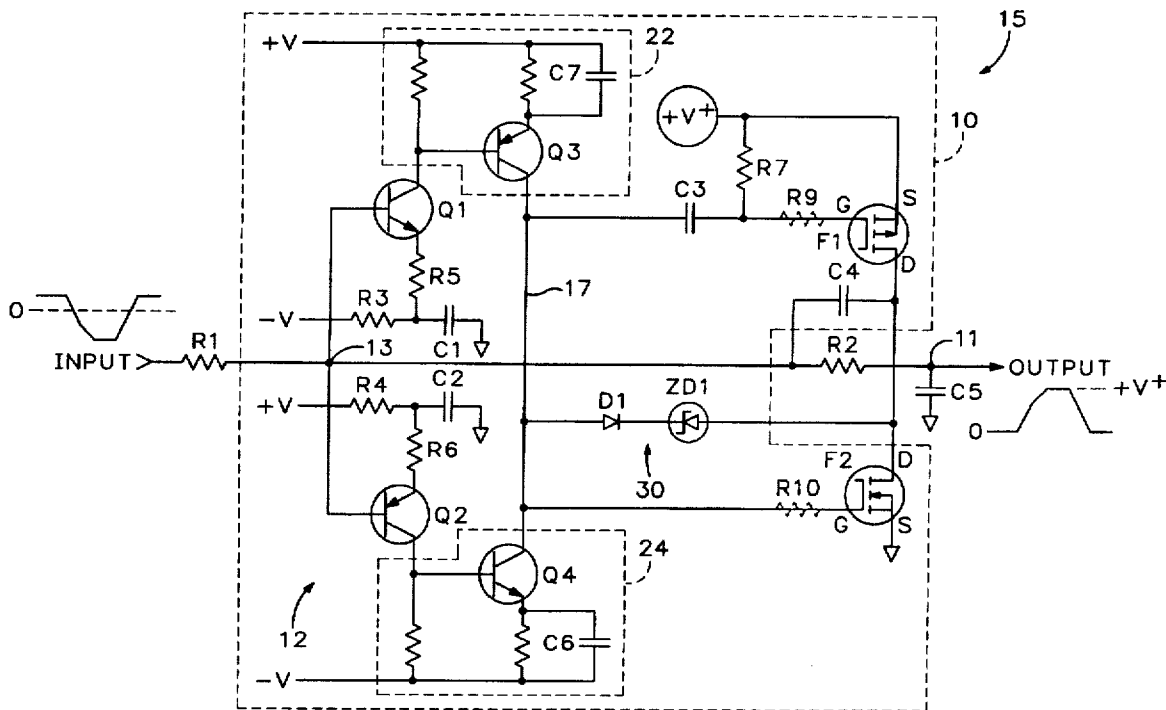 +V
22
15
C7
+V+
10
Q3
R7
C3
R9
G
S
Q1
F1
D
R5
C4
17
0
R3
-V
C1
11
INPUT
R1
13
R2
OUTPUT
R4
C2
C5
+V+
+V
D1
ZD1
0
R6
F2
D
30
R10
Q2
G
S
24
Q4
12
C6
-V